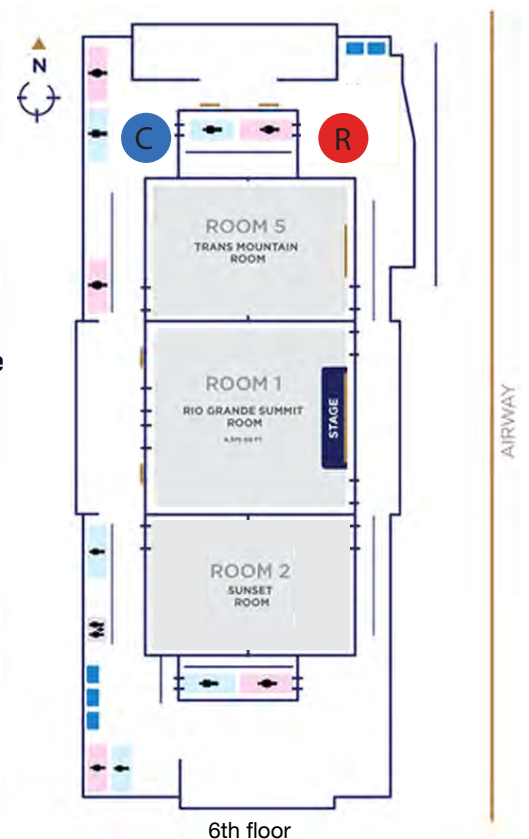 N
C
R
ROOM 5
TRANS MOUNTAIN
ROOM
e
ROOM 1
RIO GRANDE SUMMIT
ROOM
STAGE
AIRWAY
ROOM 2
SUNSET
ROOM
6th floor